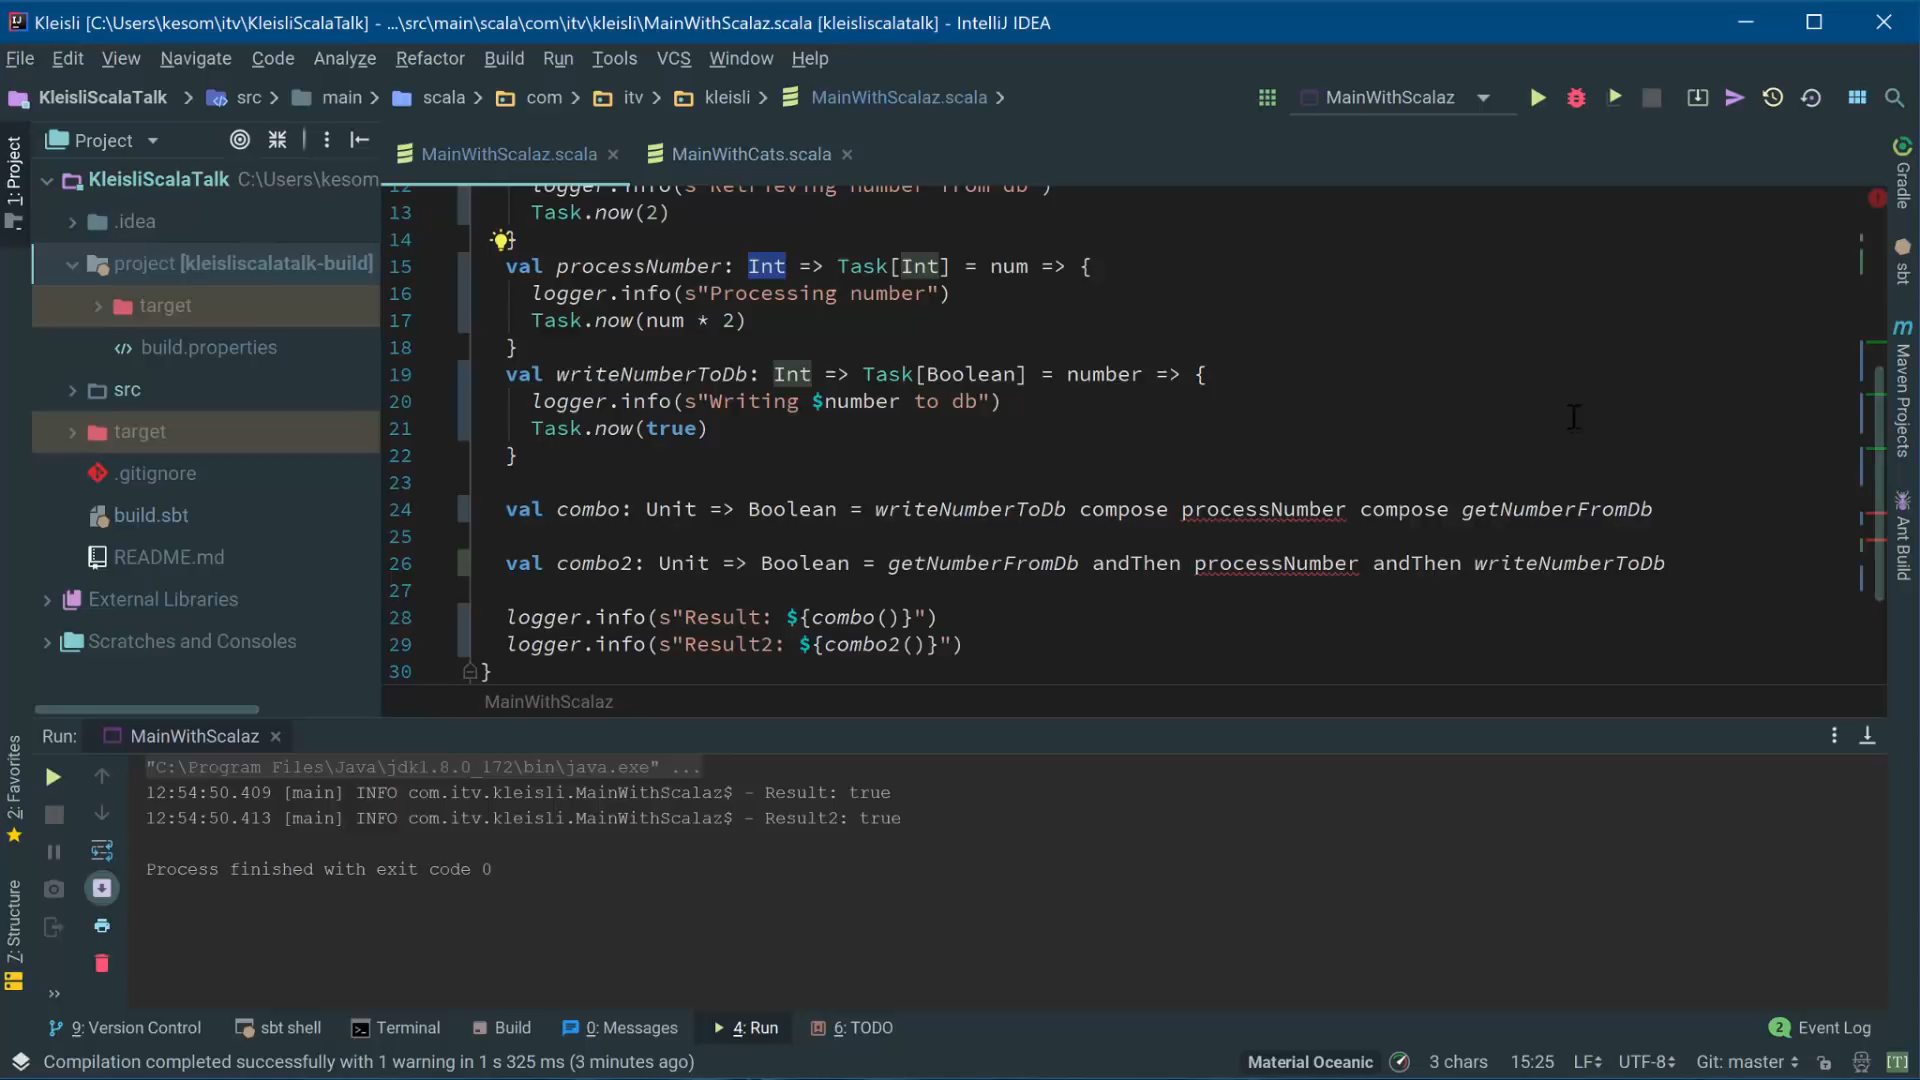 Kleisli [C:\Users\kesom\itv\KleisliScalaTalk] - ...\src\main\scala\com\itv\kleisli\MainWithScalaz.scala [kleisliscalatalk] - IntelliJ IDEA
File Edit View Navigate Code Analyze Refactor Build Run Tools VCS Window Help
KleisliScalaTalk src main scala com itv kleisli MainWithScalaz.scala MainWithScalaz
1: Project
Project
MainWithScalaz.scala MainWithCats.scala
KleisliScalaTalk C:\Users\kesom
.idea
project [kleisliscalatalk-build]
target
build.properties
src
target
.gitignore
build.sbt
README.md
External Libraries
Scratches and Consoles
12 logger.info(s"Retrieving number from db")
13 Task.now(2)
14 }
15 val processNumber: Int => Task[Int] = num => {
16 logger.info(s"Processing number")
17 Task.now(num * 2)
18 }
19 val writeNumberToDb: Int => Task[Boolean] = number => {
20 logger.info(s"Writing $number to db")
21 Task.now(true)
22 }
23
24 val combo: Unit => Boolean = writeNumberToDb compose processNumber compose getNumberFromDb
25
26 val combo2: Unit => Boolean = getNumberFromDb andThen processNumber andThen writeNumberToDb
27
28 logger.info(s"Result: ${combo()}")
29 logger.info(s"Result2: ${combo2()}")
30 }
MainWithScalaz
Gradle
sbt
m
Maven Projects
Ant Build
Run: MainWithScalaz
"C:\Program Files\Java\jdk1.8.0_172\bin\java.exe" ...
12:54:50.409 [main] INFO com.itv.kleisli.MainWithScalaz$ - Result: true
12:54:50.413 [main] INFO com.itv.kleisli.MainWithScalaz$ - Result2: true
Process finished with exit code 0
2: Favorites
7: Structure
9: Version Control sbt shell Terminal Build 0: Messages 4: Run 6: TODO 2 Event Log
Compilation completed successfully with 1 warning in 1 s 325 ms (3 minutes ago) Material Oceanic 3 chars 15:25 LF UTF-8 Git: master [T]